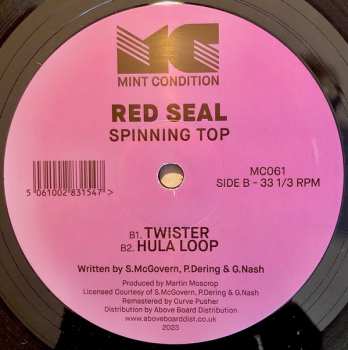 MC
MINT CONDITION
RED SEAL
SPINNING TOP
5 061002 831547 >
MC061
SIDE B - 33 1/3 RPM
B1. TWISTER
B2. HULA LOOP
Written by S.McGovern, P.Dering & G.Nash
Produced by Martin Moscrop
Licensed Courtesy of S.McGovern, P.Dering & G.Nash
Remastered by Curve Pusher
Distribution by Above Board Distribution
www.aboveboarddist.co.uk
2023